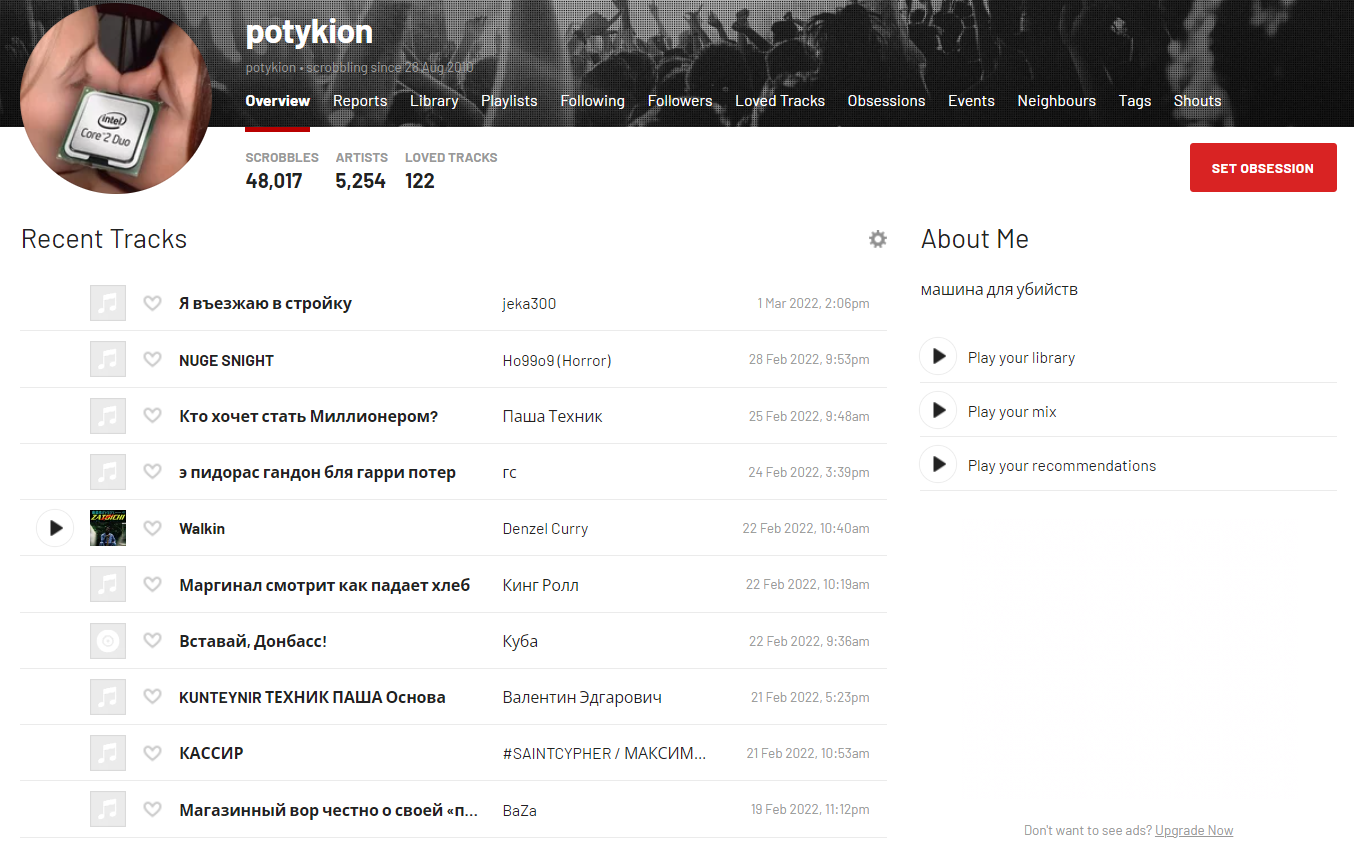 potykion
potykion • scrobbling since 28 Aug 2010
Overview Reports Library Playlists Following Followers Loved Tracks Obsessions Events Neighbours Tags Shouts
intel
Core™2 Duo
SCROBBLES ARTISTS LOVED TRACKS
48,017 5,254 122
SET OBSESSION
Recent Tracks
Я въезжаю в стройку jeka300 1 Mar 2022, 2:06pm
NUGE SNIGHT Ho99o9 (Horror) 28 Feb 2022, 9:53pm
Кто хочет стать Миллионером? Паша Техник 25 Feb 2022, 9:48am
э пидорас гандон бля гарри потер гс 24 Feb 2022, 3:39pm
ZATOICHI
Walkin Denzel Curry 22 Feb 2022, 10:40am
Маргинал смотрит как падает хлеб Кинг Ролл 22 Feb 2022, 10:19am
Вставай, Донбасс! Куба 22 Feb 2022, 9:36am
KUNTEYNIR ТЕХНИК ПАША Основа Валентин Эдгарович 21 Feb 2022, 5:23pm
КАССИР #SAINTCYPHER / МАКСИМ... 21 Feb 2022, 10:53am
Магазинный вор честно о своей «п... BaZa 19 Feb 2022, 11:12pm
About Me
машина для убийств
Play your library
Play your mix
Play your recommendations
Don't want to see ads? Upgrade Now